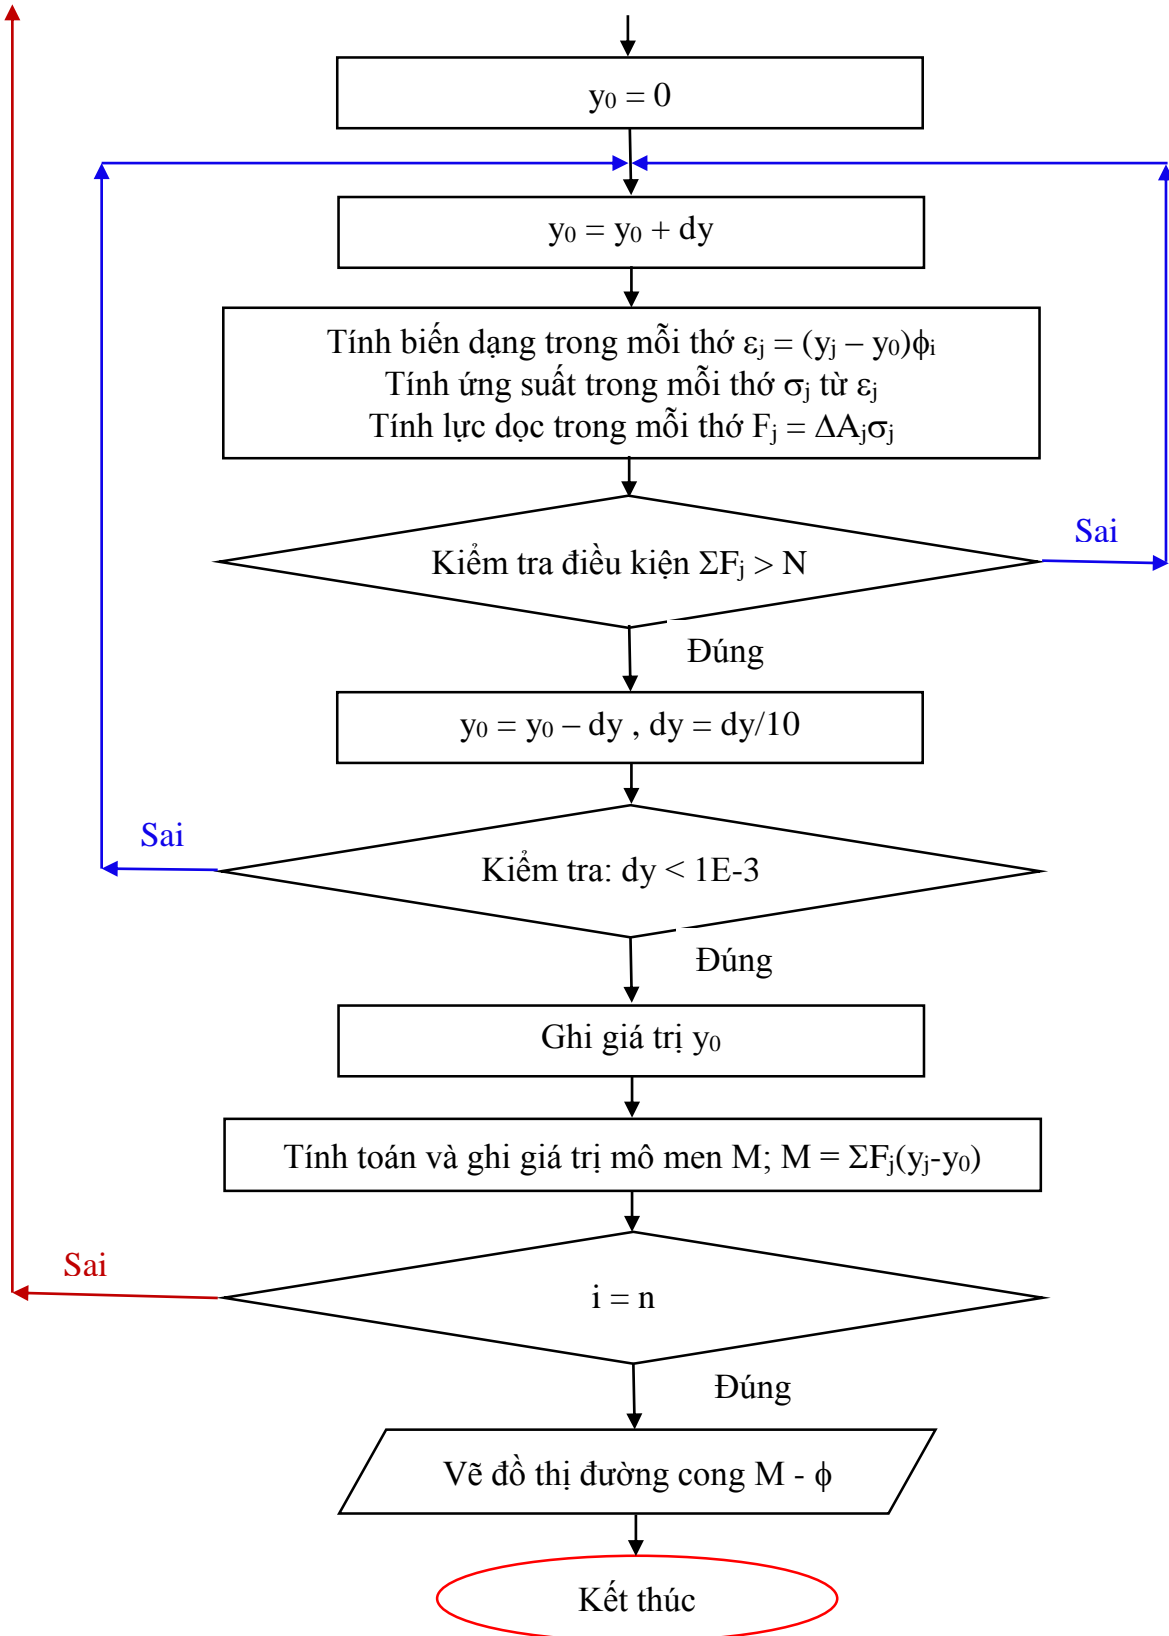 y₀ = 0
y₀ = y₀ + dy
Tính biến dạng trong mỗi thớ εⱼ = (yⱼ – y₀)ϕᵢ
Tính ứng suất trong mỗi thớ σⱼ từ εⱼ
Tính lực dọc trong mỗi thớ Fⱼ = ΔAⱼσⱼ
Sai
Kiểm tra điều kiện ΣFⱼ > N
Đúng
y₀ = y₀ – dy , dy = dy/10
Sai
Kiểm tra: dy < 1E-3
Đúng
Ghi giá trị y₀
Tính toán và ghi giá trị mô men M; M = ΣFⱼ(yⱼ-y₀)
Sai
i = n
Đúng
Vẽ đồ thị đường cong M - ϕ
Kết thúc